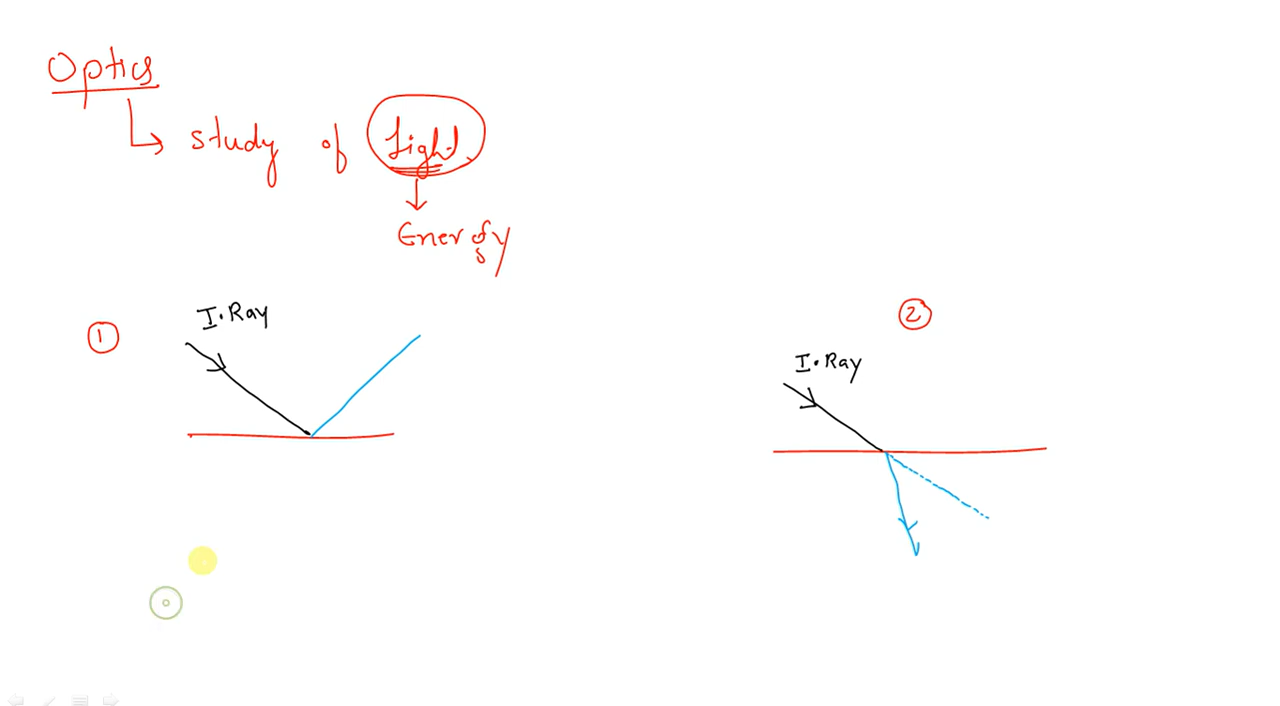 Optics
↳ study of Light
↓
Energy
①
I.Ray
②
I.Ray